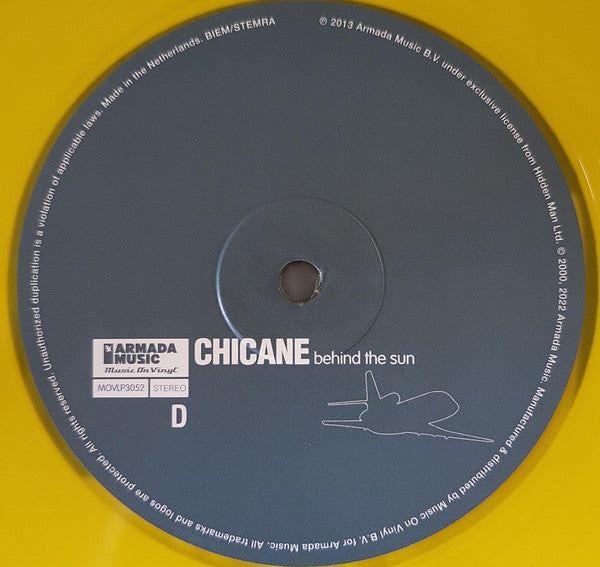 ℗ 2013 Armada Music B.V. under exclusive license from Hidden Man Ltd. © 2000, 2022 Armada Music. Manufactured & distributed by Music On Vinyl B.V. for Armada Music. All trademarks and logos are protected. All rights reserved. Unauthorized duplication is a violation of applicable laws. Made in the Netherlands. BIEM/STEMRA
ARMADA
MUSIC
Music On Vinyl
MOVLP3052 STEREO
CHICANE behind the sun
D